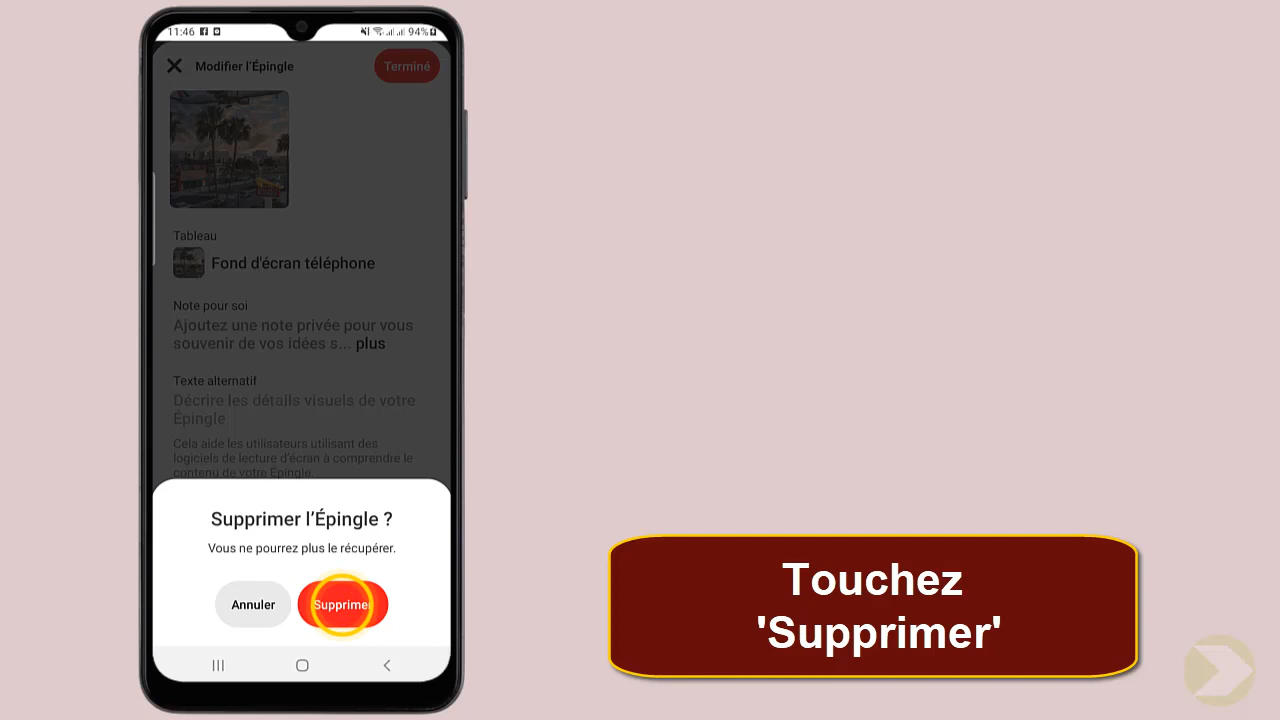 11:46
94%
Modifier l'Épingle
Terminé
Tableau
Fond d'écran téléphone
Note pour soi
Ajoutez une note privée pour vous
souvenir de vos idées s... plus
Texte alternatif
Décrire les détails visuels de votre
Épingle
Cela aide les utilisateurs utilisant des
logiciels de lecture d'écran à comprendre le
contenu de votre Épingle.
Supprimer l'Épingle ?
Vous ne pourrez plus le récupérer.
Annuler
Supprimer
Touchez
'Supprimer'